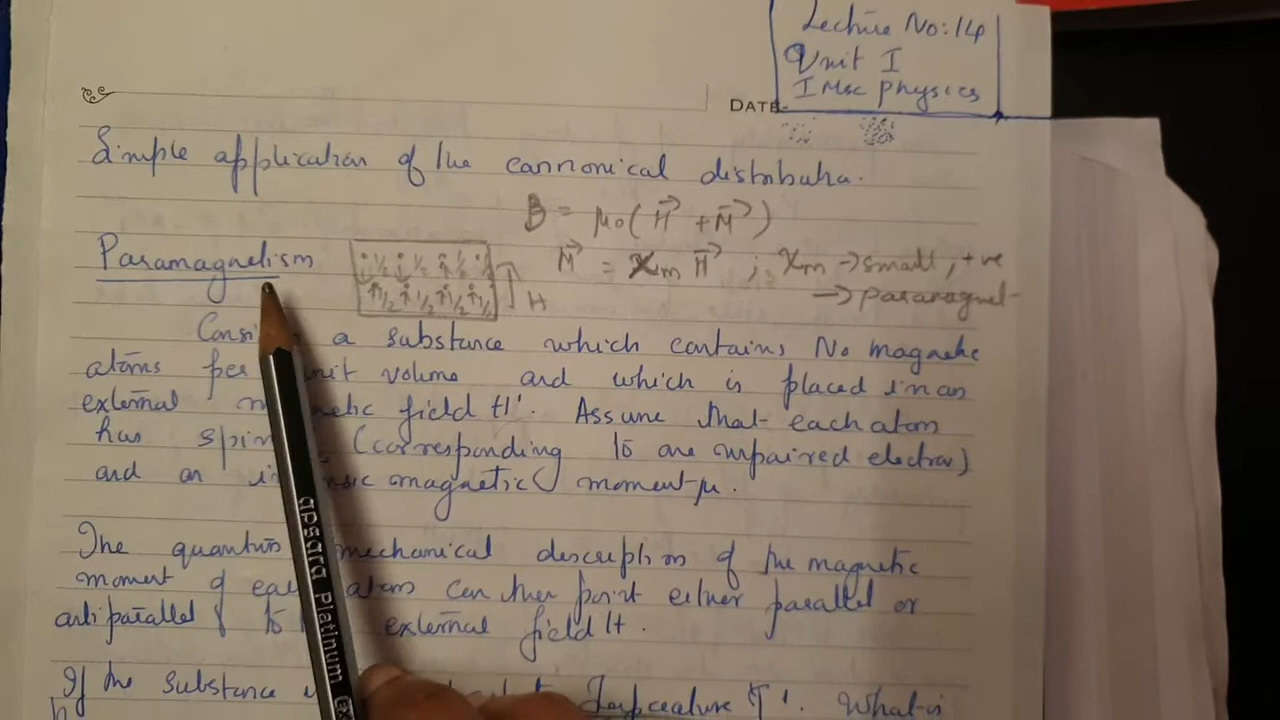 Lecture No: 14
Unit I
I Msc physics
DATE
Simple application of the cannonical distribution.
B = μ₀(H⃗ + M⃗)
Paramagnetism
M⃗ = χm H⃗ ; χm → small, +ve
→ paramagnet
H
a substance which contains No magnetic
atoms per unit volume and which is placed in an
external field 'H'. Assume that each atom
has spin (corresponding to one unpaired electron)
and an magnetic moment μ.
The quantum mechanical description of the magnetic
moment of each atom can then point either parallel or
antiparallel to external field H.
If the substance Temperature 'T'. What is
apsara PLATINUM